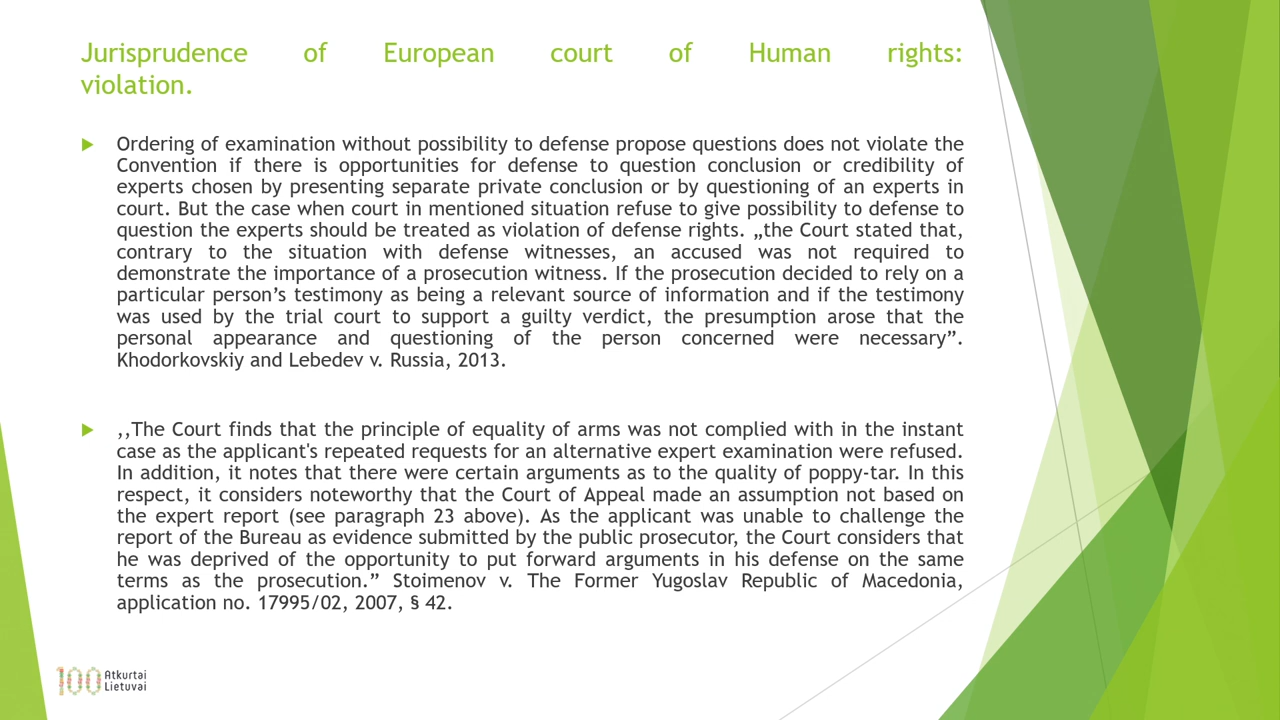 Jurisprudence of European court of Human rights:
violation.
Ordering of examination without possibility to defense propose questions does not violate the
Convention if there is opportunities for defense to question conclusion or credibility of
experts chosen by presenting separate private conclusion or by questioning of an experts in
court. But the case when court in mentioned situation refuse to give possibility to defense to
question the experts should be treated as violation of defense rights. „the Court stated that,
contrary to the situation with defense witnesses, an accused was not required to
demonstrate the importance of a prosecution witness. If the prosecution decided to rely on a
particular person’s testimony as being a relevant source of information and if the testimony
was used by the trial court to support a guilty verdict, the presumption arose that the
personal appearance and questioning of the person concerned were necessary”.
Khodorkovskiy and Lebedev v. Russia, 2013.
,,The Court finds that the principle of equality of arms was not complied with in the instant
case as the applicant's repeated requests for an alternative expert examination were refused.
In addition, it notes that there were certain arguments as to the quality of poppy-tar. In this
respect, it considers noteworthy that the Court of Appeal made an assumption not based on
the expert report (see paragraph 23 above). As the applicant was unable to challenge the
report of the Bureau as evidence submitted by the public prosecutor, the Court considers that
he was deprived of the opportunity to put forward arguments in his defense on the same
terms as the prosecution.” Stoimenov v. The Former Yugoslav Republic of Macedonia,
application no. 17995/02, 2007, § 42.
100 Atkurtai
Lietuvai